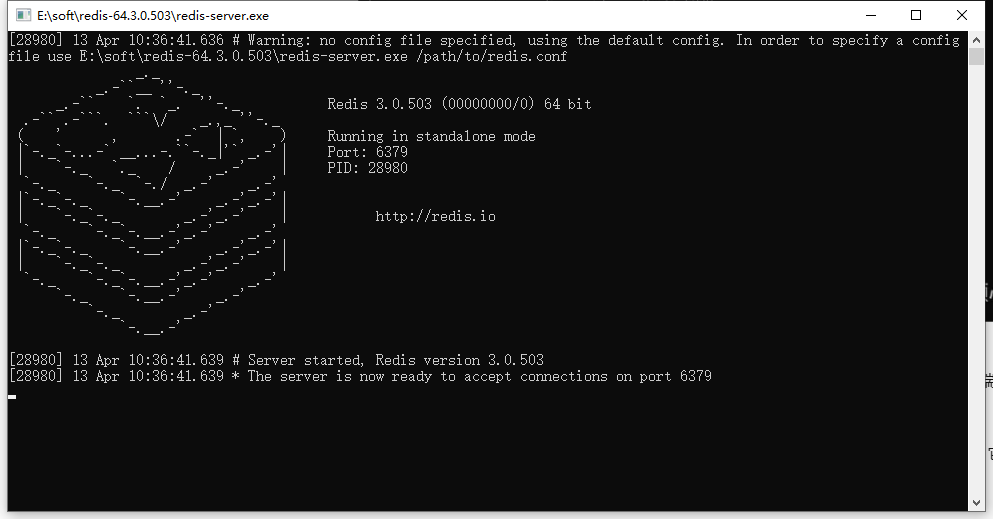 E:\soft\redis-64.3.0.503\redis-server.exe
[28980] 13 Apr 10:36:41.636 # Warning: no config file specified, using the default config. In order to specify a config
file use E:\soft\redis-64.3.0.503\redis-server.exe /path/to/redis.conf
Redis 3.0.503 (00000000/0) 64 bit
Running in standalone mode
Port: 6379
PID: 28980
http://redis.io
[28980] 13 Apr 10:36:41.639 # Server started, Redis version 3.0.503
[28980] 13 Apr 10:36:41.639 * The server is now ready to accept connections on port 6379